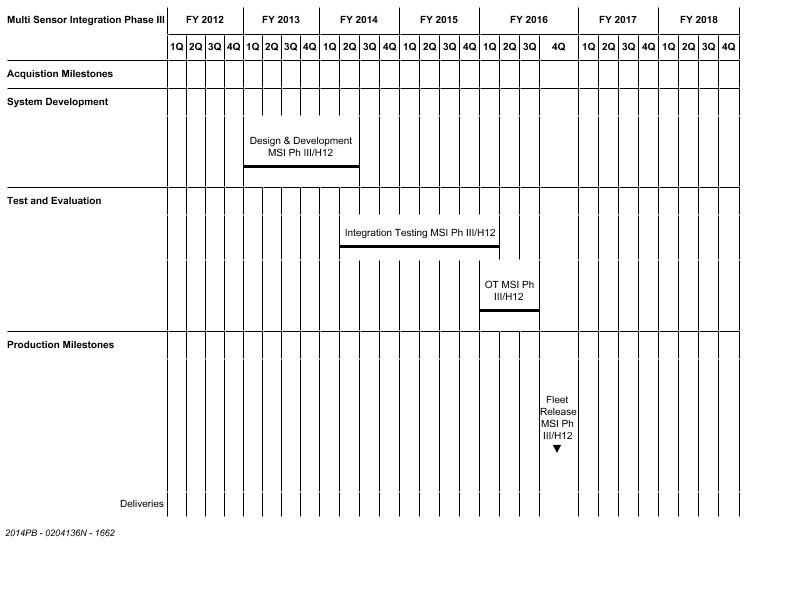 Multi Sensor Integration Phase III FY 2012 FY 2013 FY 2014 FY 2015 FY 2016 FY 2017 FY 2018
1Q 2Q 3Q 4Q 1Q 2Q 3Q 4Q 1Q 2Q 3Q 4Q 1Q 2Q 3Q 4Q 1Q 2Q 3Q 4Q 1Q 2Q 3Q 4Q 1Q 2Q 3Q 4Q
Acquistion Milestones
System Development
Design & Development
MSI Ph III/H12
Test and Evaluation
Integration Testing MSI Ph III/H12
OT MSI Ph
III/H12
Production Milestones
Fleet
Release
MSI Ph
III/H12
Deliveries
2014PB - 0204136N - 1662